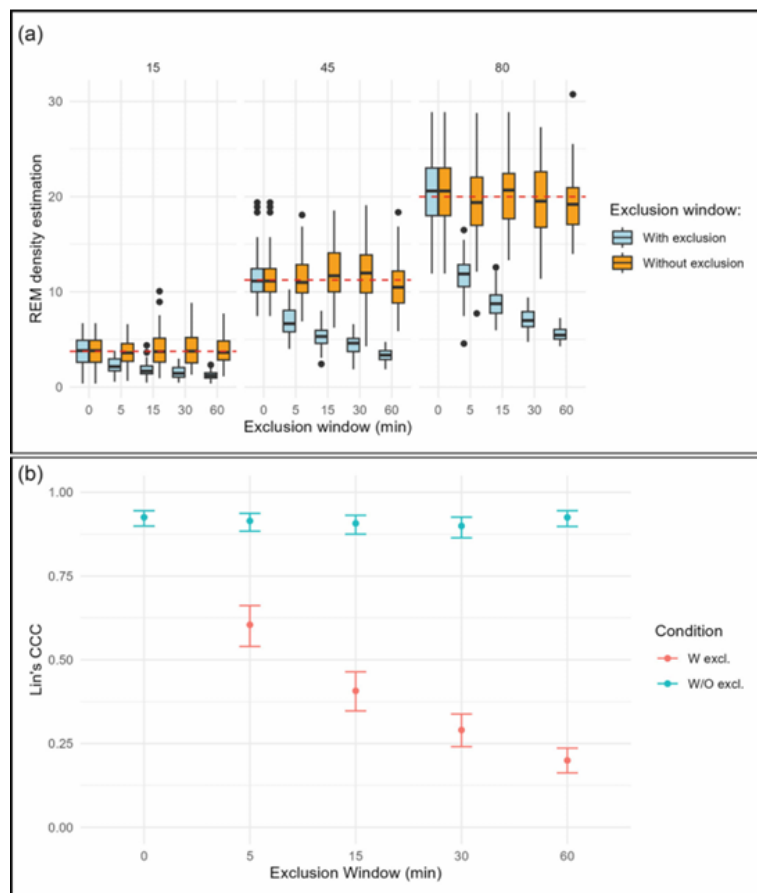 (a)
15 45 80
30
20
10
0
REM density estimation
0 5 15 30 60 0 5 15 30 60 0 5 15 30 60
Exclusion window (min)
Exclusion window:
With exclusion
Without exclusion
(b)
1.00
0.75
0.50
0.25
0.00
Lin's CCC
0 5 15 30 60
Exclusion Window (min)
Condition
W excl.
W/O excl.